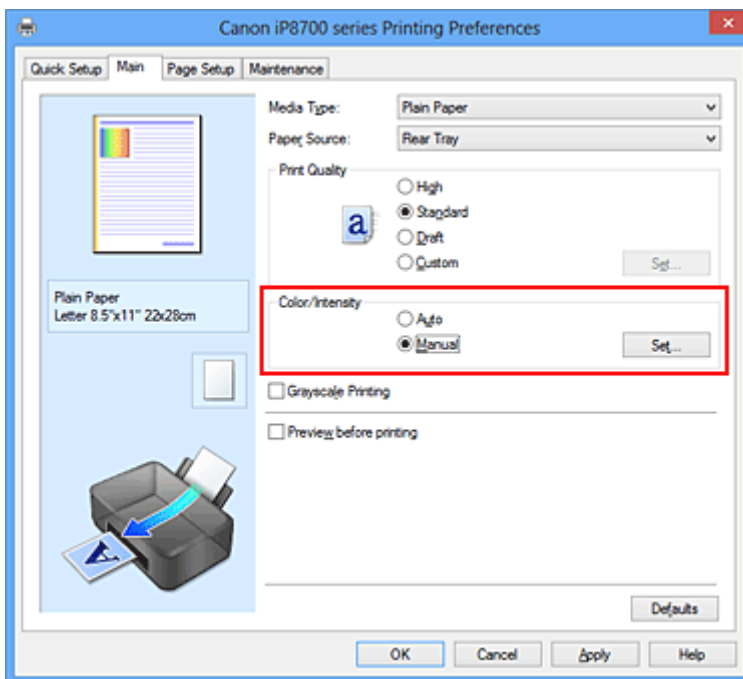 Canon iP8700 series Printing Preferences
Quick Setup Main Page Setup Maintenance
Media Type: Plain Paper
Paper Source: Rear Tray
Print Quality
High
a Standard
Draft
Custom Set...
Plain Paper
Letter 8.5"x11" 22x28cm
Color/Intensity
Auto
Manual Set...
Grayscale Printing
Preview before printing
A
Defaults
OK Cancel Apply Help